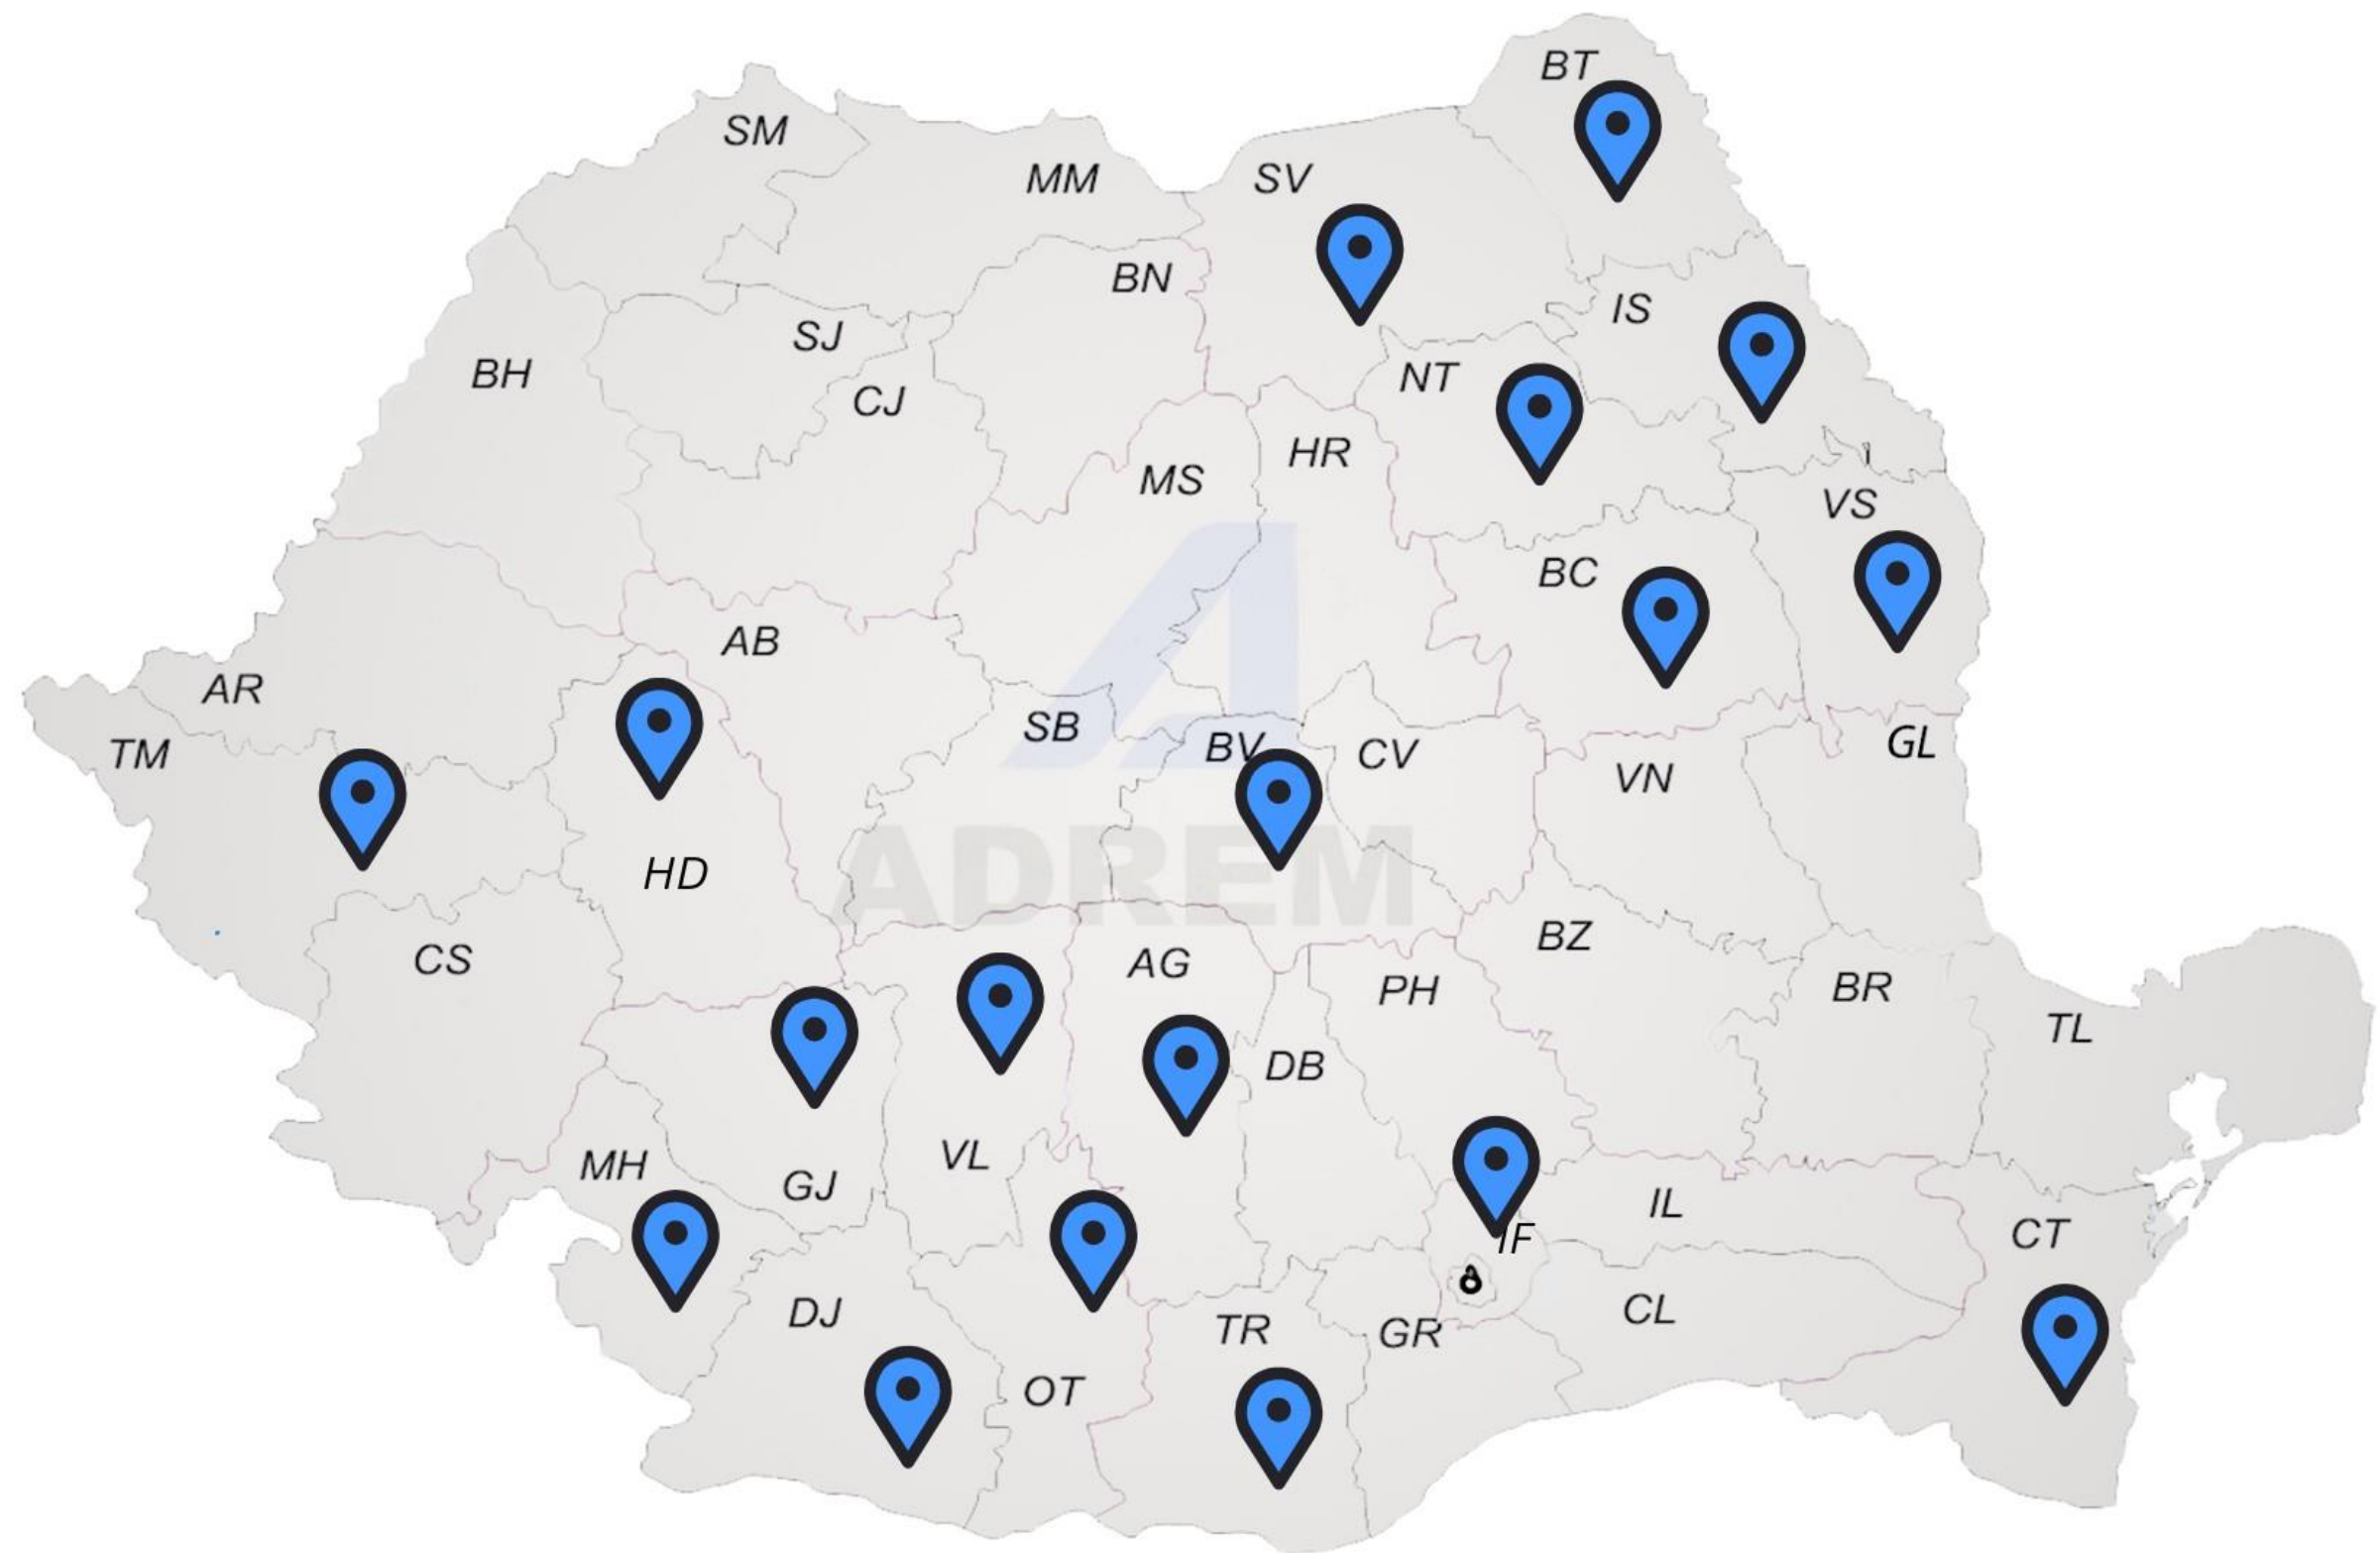 BT
SM
MM
SV
BN
IS
SJ
BH
NT
CJ
HR
MS
VS
BC
AB
AR
SB
GL
BV
TM
CV
VN
HD
ADREM
BZ
CS
AG
BR
PH
TL
DB
VL
MH
GJ
IL
CT
IF
CL
DJ
TR
GR
OT